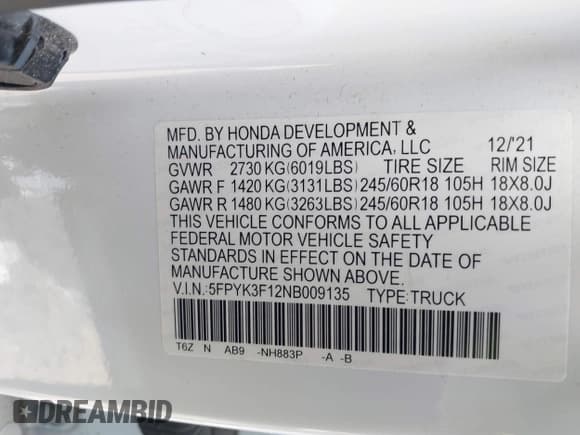 MFD. BY HONDA DEVELOPMENT &
MANUFACTURING OF AMERICA, LLC 12/'21
GVWR 2730 KG(6019LBS) TIRE SIZE RIM SIZE
GAWR F 1420 KG(3131LBS) 245/60R18 105H 18X8.0J
GAWR R 1480 KG(3263LBS) 245/60R18 105H 18X8.0J
THIS VEHICLE CONFORMS TO ALL APPLICABLE
FEDERAL MOTOR VEHICLE SAFETY
STANDARDS IN EFFECT ON THE DATE OF
MANUFACTURE SHOWN ABOVE.
V.I.N.:5FPYK3F12NB009135 TYPE:TRUCK
T6Z N AB9 -NH883P -A -B
DREAMBID